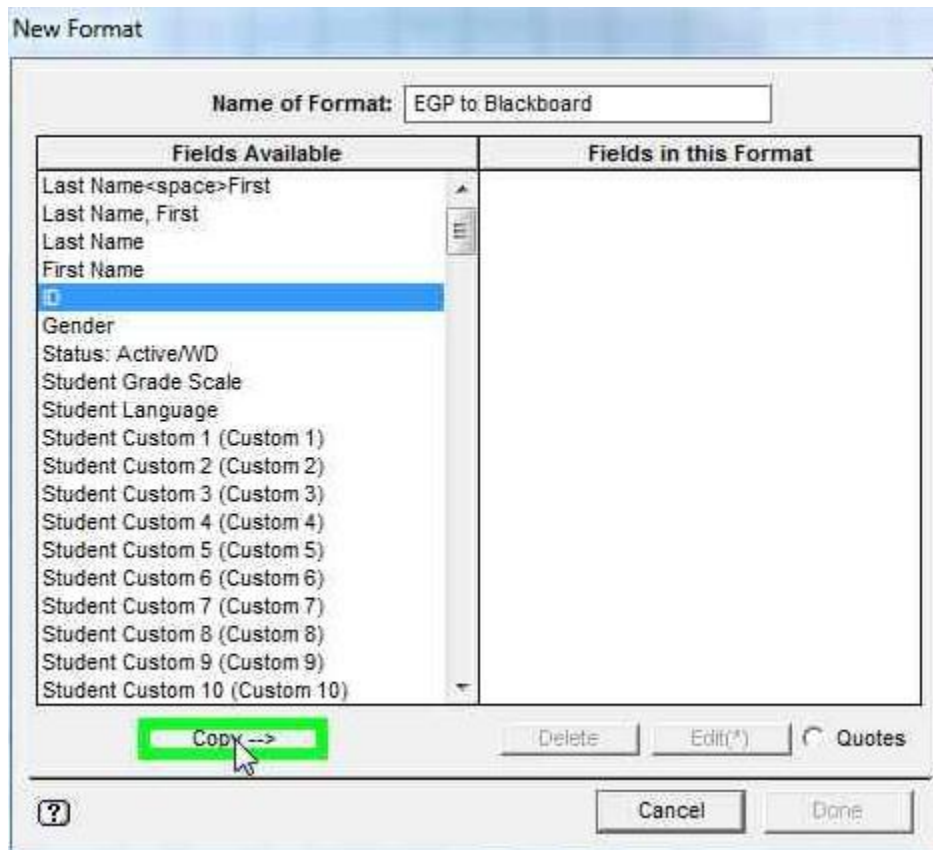 New Format
Name of Format: EGP to Blackboard
Fields Available Fields in this Format
Last Name<space>First
Last Name, First
Last Name
First Name
ID
Gender
Status: Active/WD
Student Grade Scale
Student Language
Student Custom 1 (Custom 1)
Student Custom 2 (Custom 2)
Student Custom 3 (Custom 3)
Student Custom 4 (Custom 4)
Student Custom 5 (Custom 5)
Student Custom 6 (Custom 6)
Student Custom 7 (Custom 7)
Student Custom 8 (Custom 8)
Student Custom 9 (Custom 9)
Student Custom 10 (Custom 10)
Copy --> Delete Edit(*) Quotes
? Cancel Done